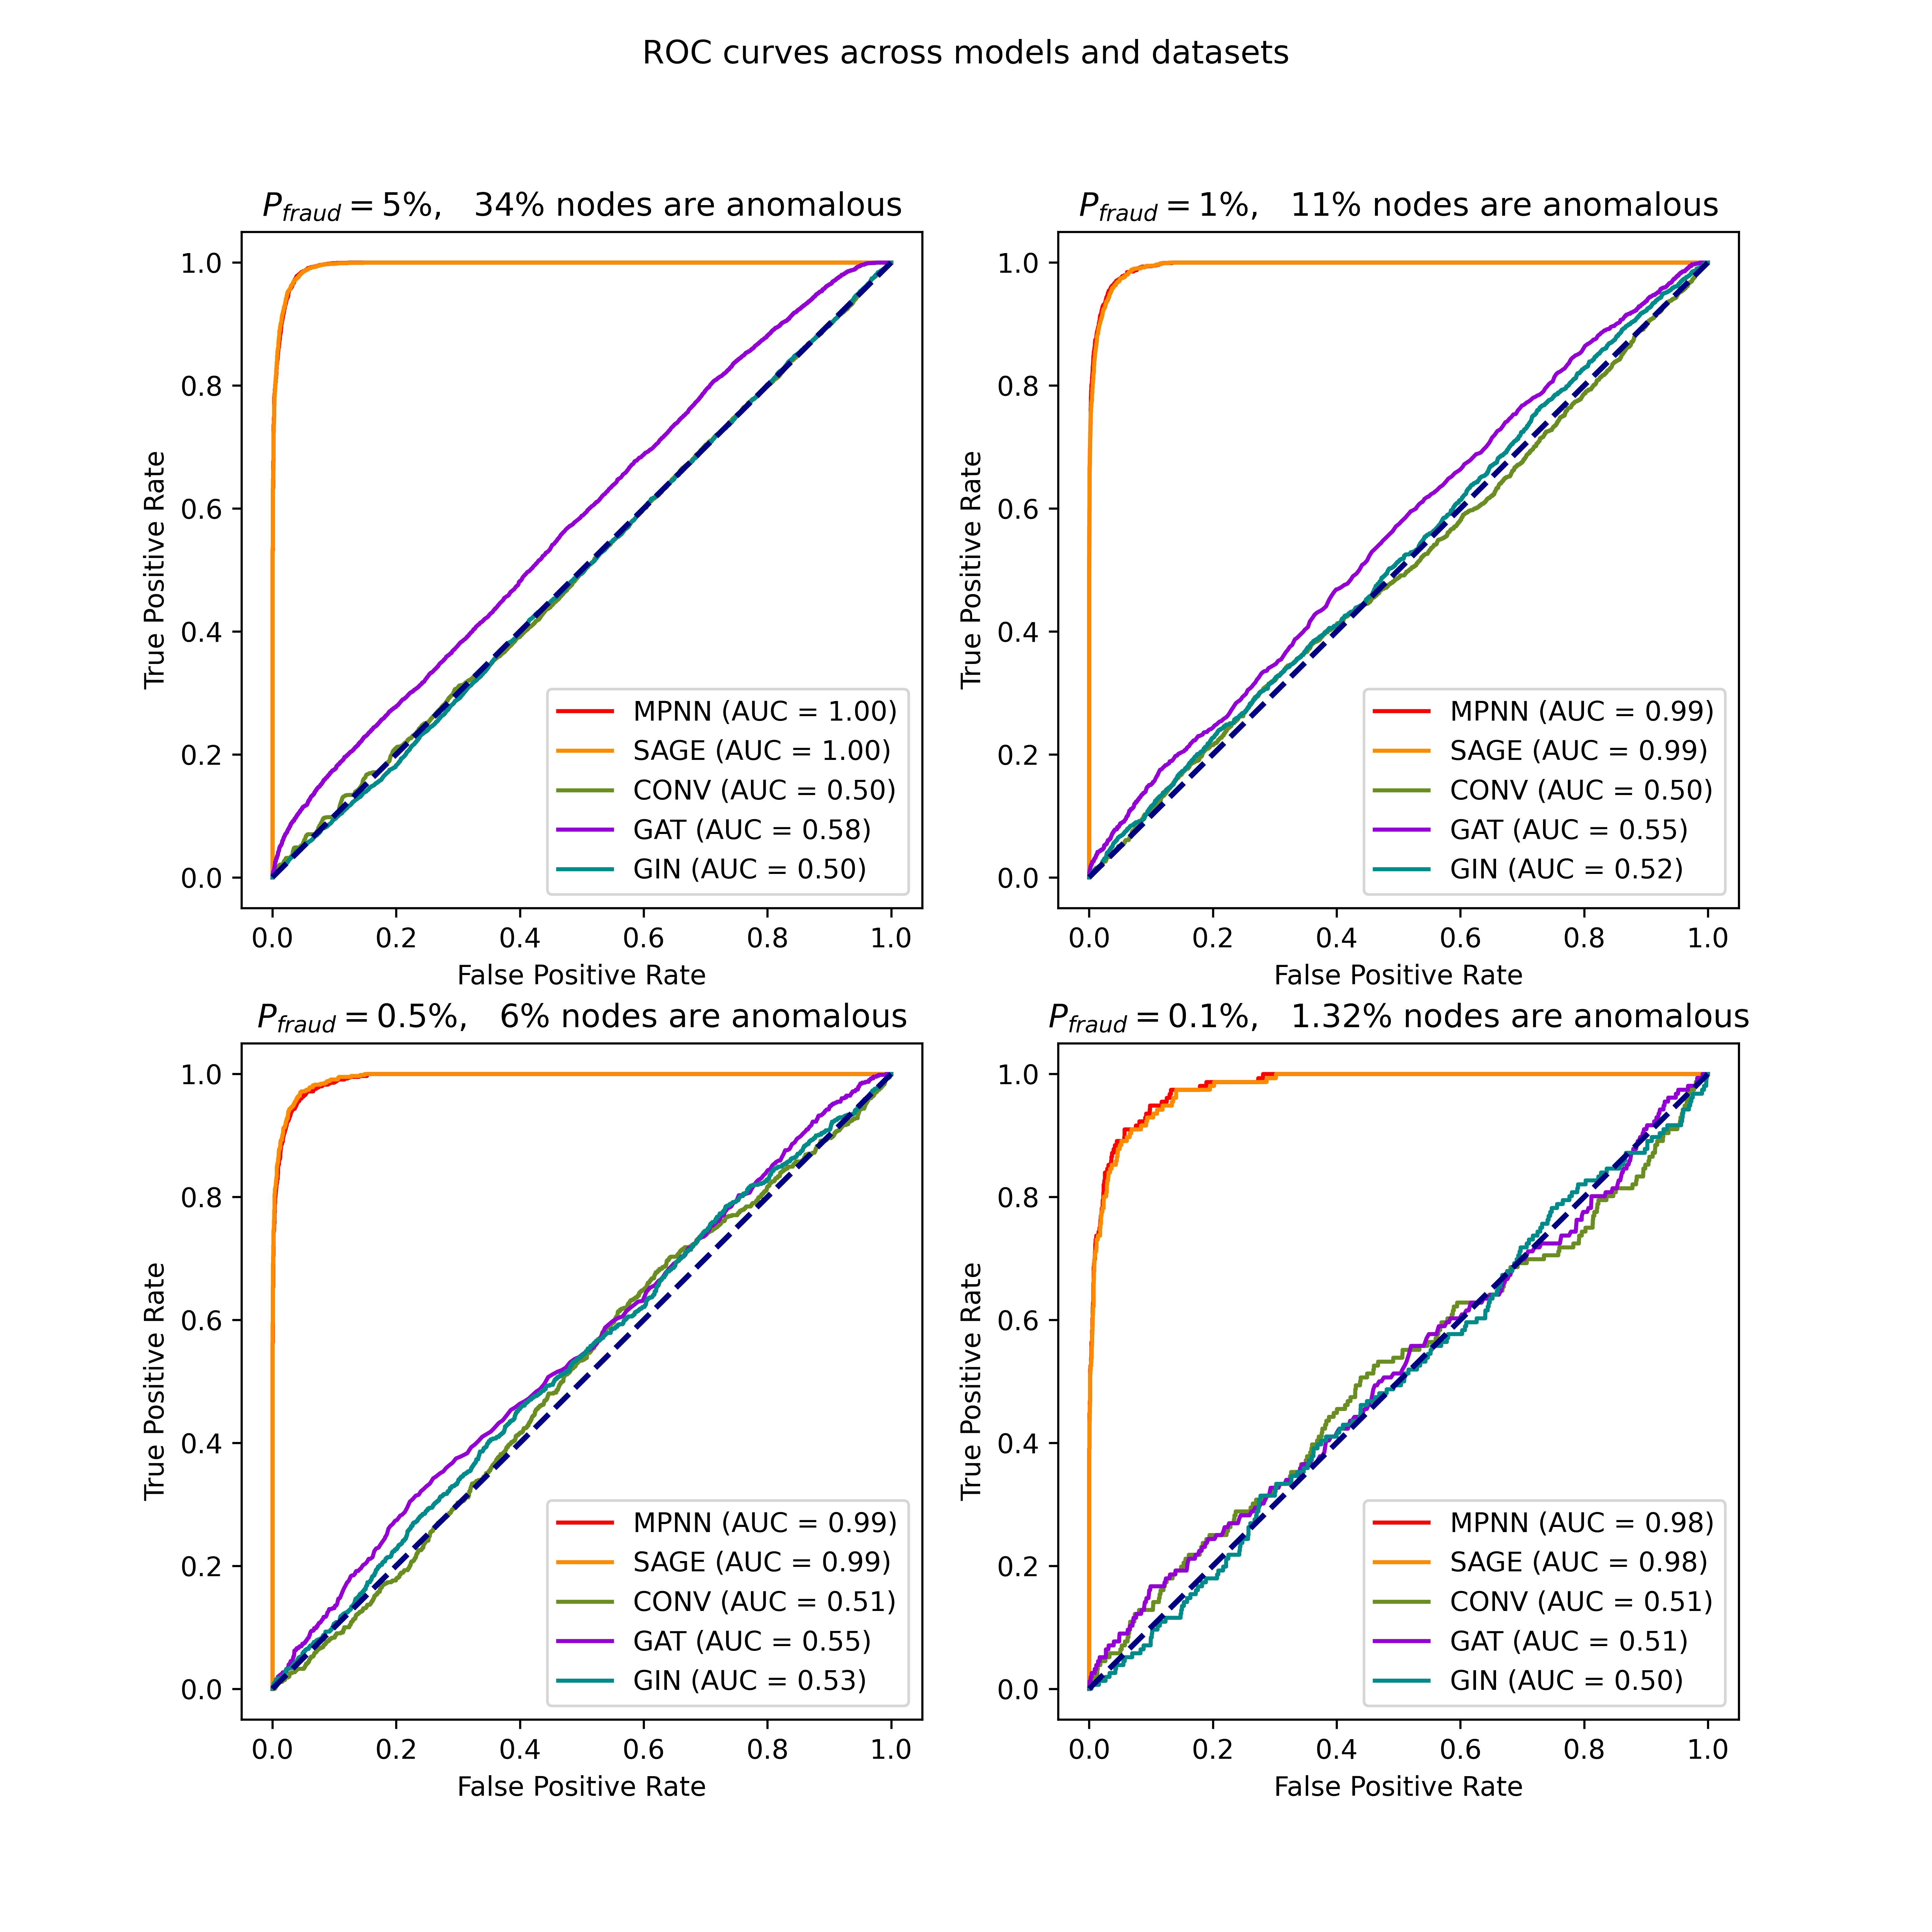 ROC curves across models and datasets
P_fraud = 5%, 34% nodes are anomalous
1.0
0.8
0.6
0.4
0.2
0.0
True Positive Rate
MPNN (AUC = 1.00)
SAGE (AUC = 1.00)
CONV (AUC = 0.50)
GAT (AUC = 0.58)
GIN (AUC = 0.50)
0.0 0.2 0.4 0.6 0.8 1.0
False Positive Rate
P_fraud = 1%, 11% nodes are anomalous
1.0
0.8
0.6
0.4
0.2
0.0
True Positive Rate
MPNN (AUC = 0.99)
SAGE (AUC = 0.99)
CONV (AUC = 0.50)
GAT (AUC = 0.55)
GIN (AUC = 0.52)
0.0 0.2 0.4 0.6 0.8 1.0
False Positive Rate
P_fraud = 0.5%, 6% nodes are anomalous
1.0
0.8
0.6
0.4
0.2
0.0
True Positive Rate
MPNN (AUC = 0.99)
SAGE (AUC = 0.99)
CONV (AUC = 0.51)
GAT (AUC = 0.55)
GIN (AUC = 0.53)
0.0 0.2 0.4 0.6 0.8 1.0
False Positive Rate
P_fraud = 0.1%, 1.32% nodes are anomalous
1.0
0.8
0.6
0.4
0.2
0.0
True Positive Rate
MPNN (AUC = 0.98)
SAGE (AUC = 0.98)
CONV (AUC = 0.51)
GAT (AUC = 0.51)
GIN (AUC = 0.50)
0.0 0.2 0.4 0.6 0.8 1.0
False Positive Rate